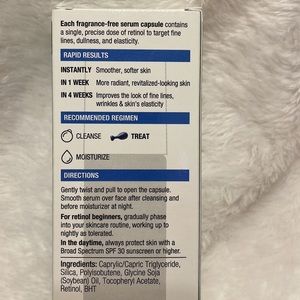 Each fragrance-free serum capsule contains
a single, precise dose of retinol to target fine
lines, dullness, and elasticity.
RAPID RESULTS
INSTANTLY Smoother, softer skin
IN 1 WEEK More radiant, revitalized-looking skin
IN 4 WEEKS Improves the look of fine lines,
wrinkles & skin's elasticity
RECOMMENDED REGIMEN
CLEANSE TREAT
MOISTURIZE
DIRECTIONS
Gently twist and pull to open the capsule.
Smooth serum over face after cleansing and
before moisturizer at night.
For retinol beginners, gradually phase
into your skincare routine, working up to
nightly as tolerated.
In the daytime, always protect skin with a
Broad Spectrum SPF 30 sunscreen or higher.
Ingredients: Caprylic/Capric Triglyceride,
Silica, Polyisobutene, Glycine Soja
(Soybean) Oil, Tocopheryl Acetate,
Retinol, BHT